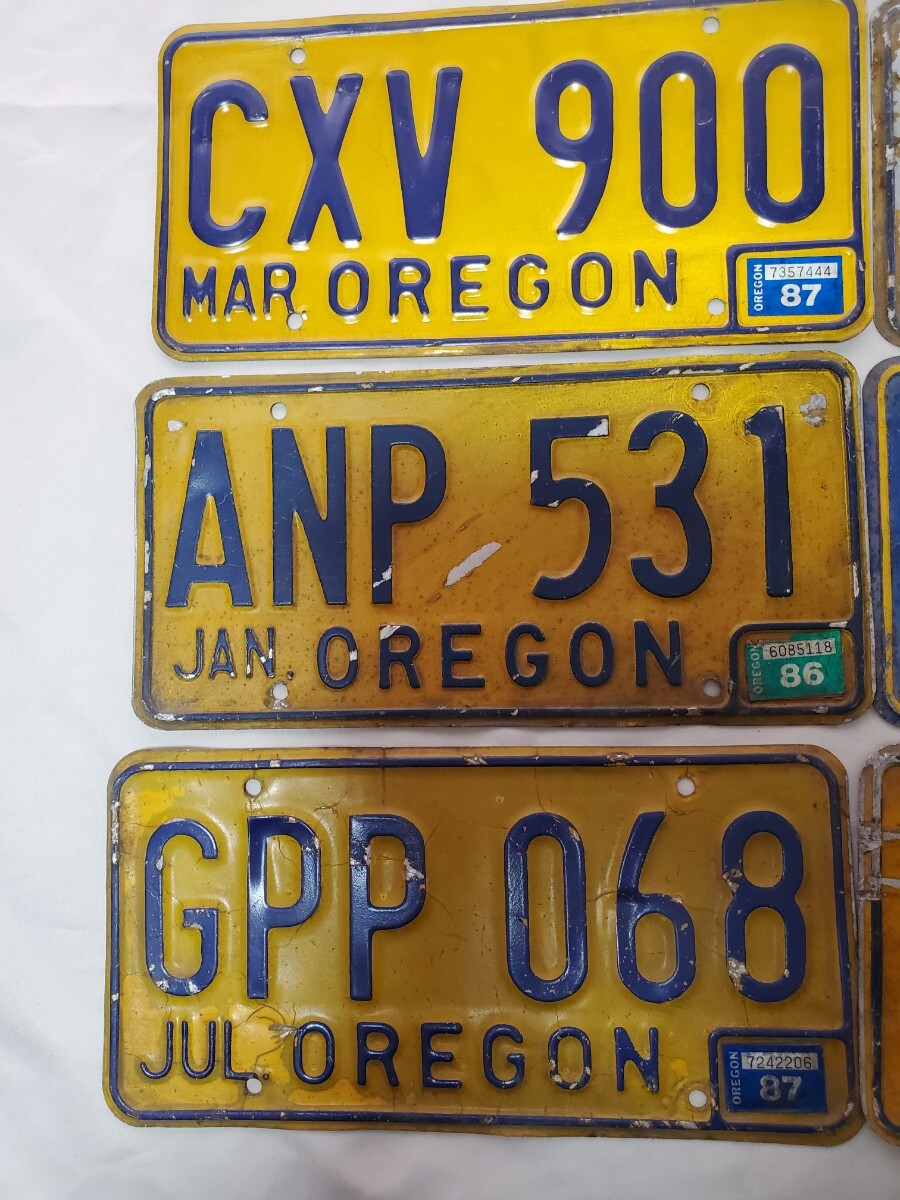 CXV 900
MAR. OREGON
OREGON 7357444
87
ANP 531
JAN. OREGON
OREGON 6085118
86
GPP 068
JUL. OREGON
OREGON 7242206
87